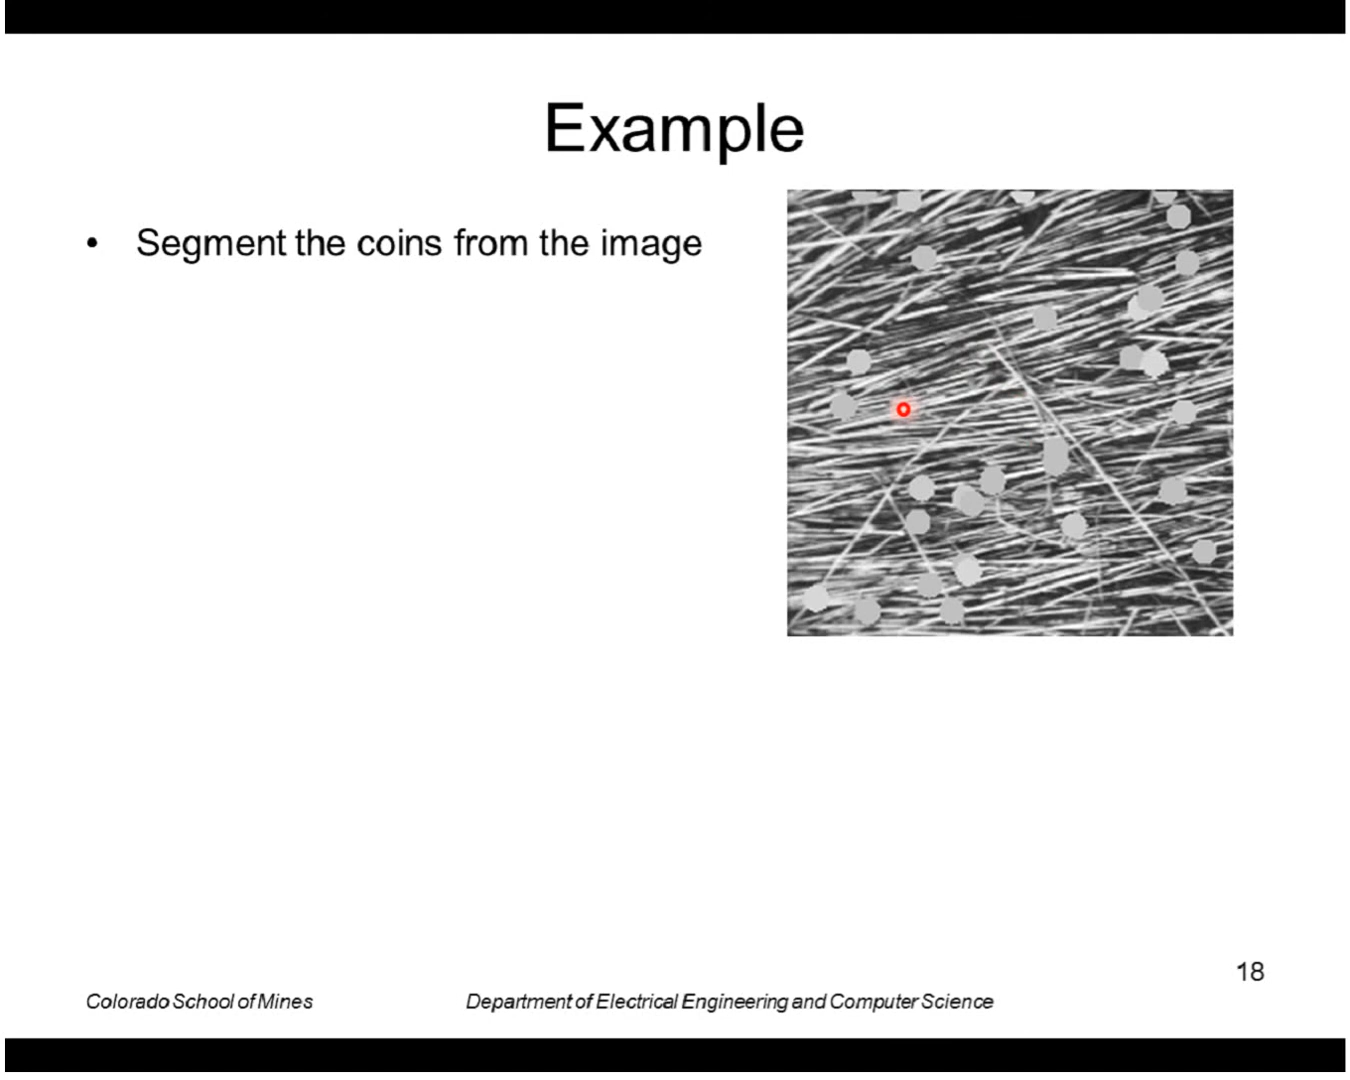 Example
• Segment the coins from the image
18
Colorado School of Mines
Department of Electrical Engineering and Computer Science